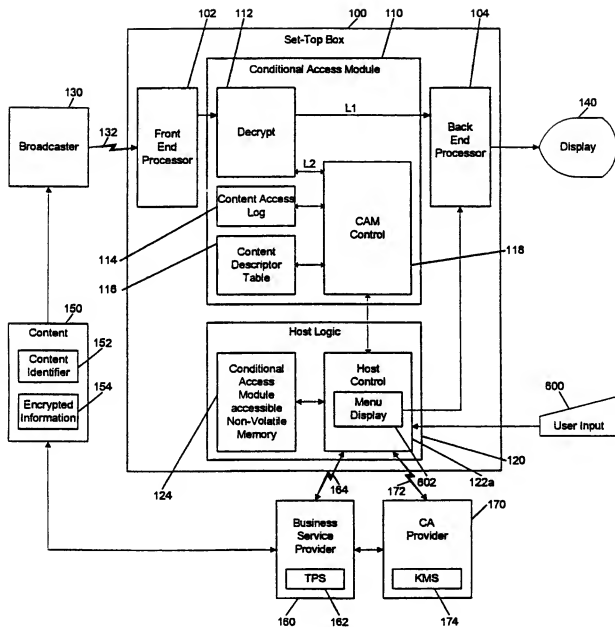 102
112
100
110
104
Set-Top Box
Conditional Access Module
130
Broadcaster
132
Front
End
Processor
Decrypt
L1
L2
Back
End
Processor
140
Display
Content Access
Log
114
CAM
Control
116
Content
Descriptor
Table
118
150
Content
152
Content
Identifier
154
Encrypted
Information
Host Logic
Conditional
Access
Module
accessible
Non-Volatile
Memory
Host
Control
Menu
Display
600
User Input
120
122a
124
164
172
602
170
Business
Service
Provider
TPS
CA
Provider
KMS
160
162
174